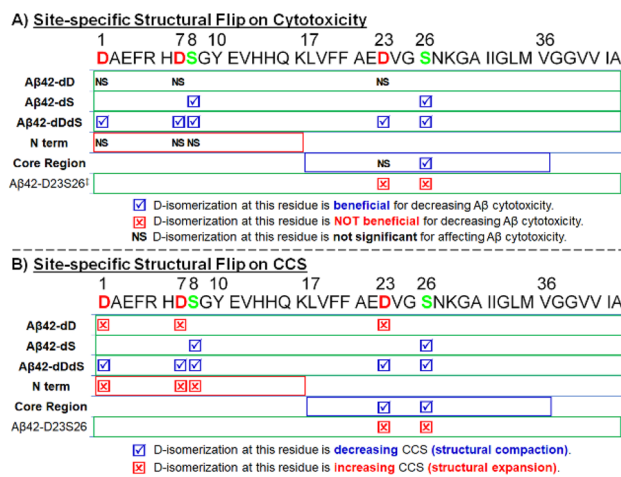 A) Site-specific Structural Flip on Cytotoxicity
1 7 8 10 17 23 26 36
DAEFR HDSGY EVHHQ KLVFF AEDVG SNKGA IIGLM VGGVV IA
Aβ42-dD NS NS NS
Aβ42-dS
Aβ42-dDdS
N term NS NS NS
Core Region NS
Aβ42-D23S26‡
D-isomerization at this residue is beneficial for decreasing Aβ cytotoxicity.
D-isomerization at this residue is NOT beneficial for decreasing Aβ cytotoxicity.
NS D-isomerization at this residue is not significant for affecting Aβ cytotoxicity.
B) Site-specific Structural Flip on CCS
1 7 8 10 17 23 26 36
DAEFR HDSGY EVHHQ KLVFF AEDVG SNKGA IIGLM VGGVV IA
Aβ42-dD
Aβ42-dS
Aβ42-dDdS
N term
Core Region
Aβ42-D23S26
D-isomerization at this residue is decreasing CCS (structural compaction).
D-isomerization at this residue is increasing CCS (structural expansion).